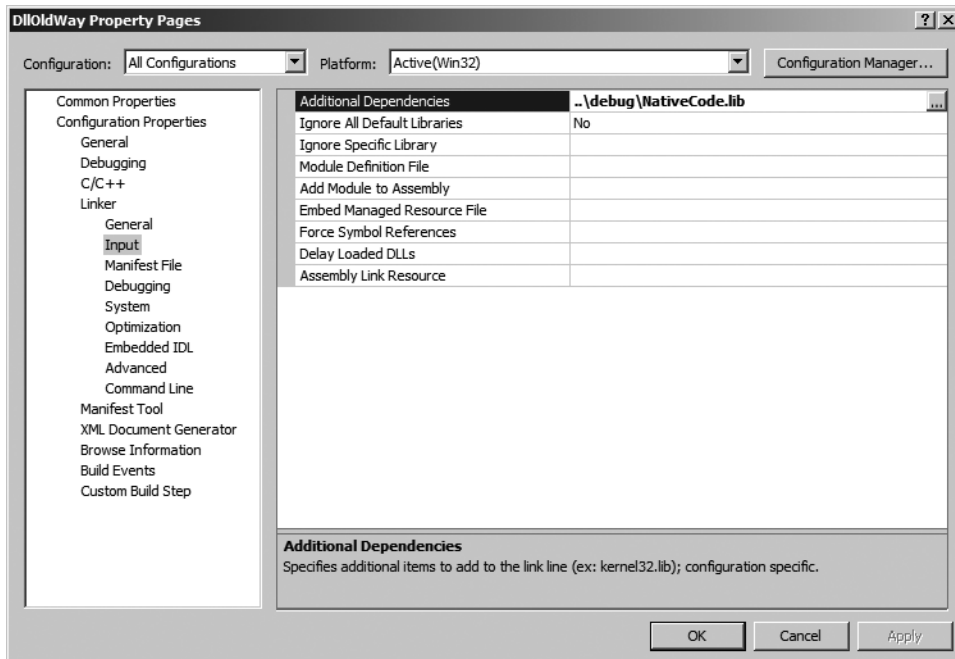 DllOldWay Property Pages
Configuration: All Configurations Platform: Active(Win32) Configuration Manager...
Common Properties
Configuration Properties
General
Debugging
C/C++
Linker
General
Input
Manifest File
Debugging
System
Optimization
Embedded IDL
Advanced
Command Line
Manifest Tool
XML Document Generator
Browse Information
Build Events
Custom Build Step
Additional Dependencies ..\debug\NativeCode.lib ...
Ignore All Default Libraries No
Ignore Specific Library
Module Definition File
Add Module to Assembly
Embed Managed Resource File
Force Symbol References
Delay Loaded DLLs
Assembly Link Resource
Additional Dependencies
Specifies additional items to add to the link line (ex: kernel32.lib); configuration specific.
OK Cancel Apply